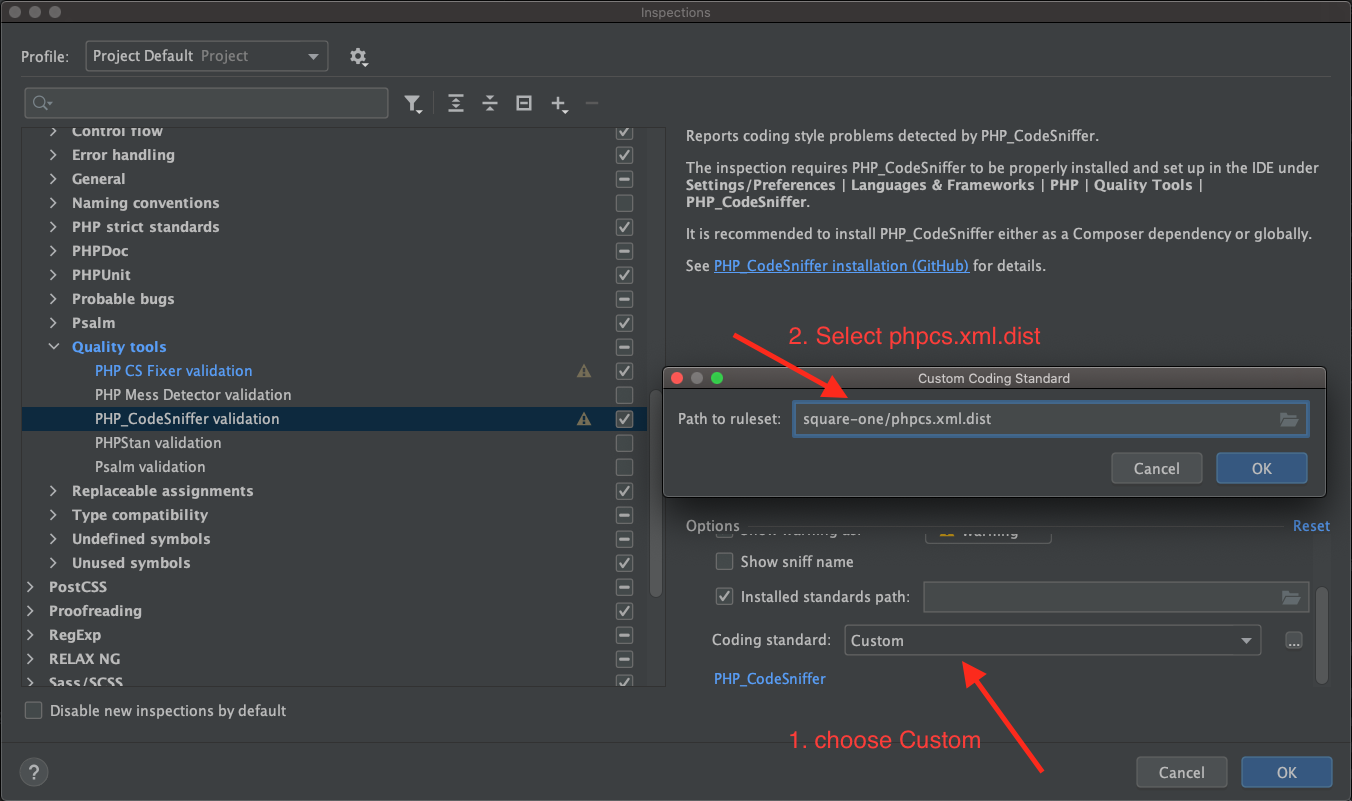 Inspections
Profile:
Project Default Project
Control flow
Error handling
General
Naming conventions
PHP strict standards
PHPDoc
PHPUnit
Probable bugs
Psalm
Quality tools
PHP CS Fixer validation
PHP Mess Detector validation
PHP_CodeSniffer validation
PHPStan validation
Psalm validation
Replaceable assignments
Type compatibility
Undefined symbols
Unused symbols
PostCSS
Proofreading
RegExp
RELAX NG
Sass/SCSS
Disable new inspections by default
?
Reports coding style problems detected by PHP_CodeSniffer.
The inspection requires PHP_CodeSniffer to be properly installed and set up in the IDE under
Settings/Preferences | Languages & Frameworks | PHP | Quality Tools |
PHP_CodeSniffer.
It is recommended to install PHP_CodeSniffer either as a Composer dependency or globally.
See PHP_CodeSniffer installation (GitHub) for details.
2. Select phpcs.xml.dist
Custom Coding Standard
Path to ruleset:
square-one/phpcs.xml.dist
Cancel
OK
Options
Reset
Show warning as:
Warning
Show sniff name
Installed standards path:
Coding standard:
Custom
...
PHP_CodeSniffer
1. choose Custom
Cancel
OK